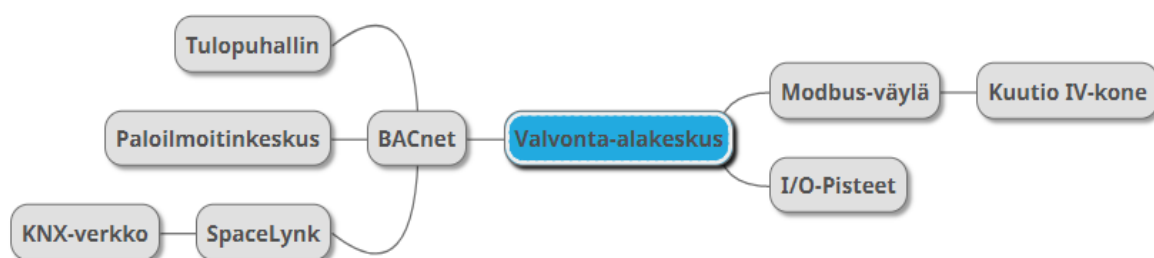 Tulopuhallin
Paloilmoitinkeskus
BACnet
KNX-verkko
SpaceLynk
Valvonta-alakeskus
Modbus-väylä
Kuutio IV-kone
I/O-Pisteet